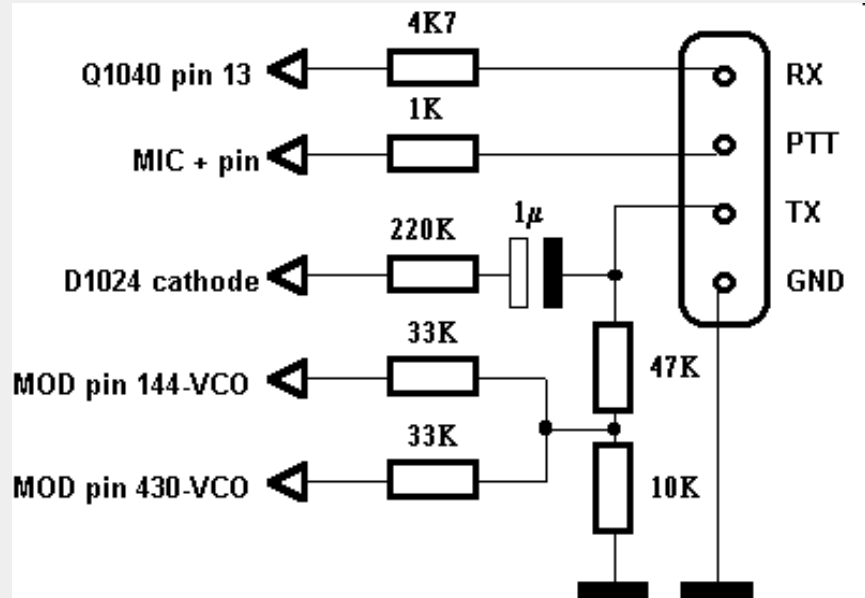 4K7
Q1040 pin 13
RX
1K
MIC + pin
PTT
1μ
TX
220K
D1024 cathode
GND
33K
47K
MOD pin 144-VCO
33K
MOD pin 430-VCO
10K